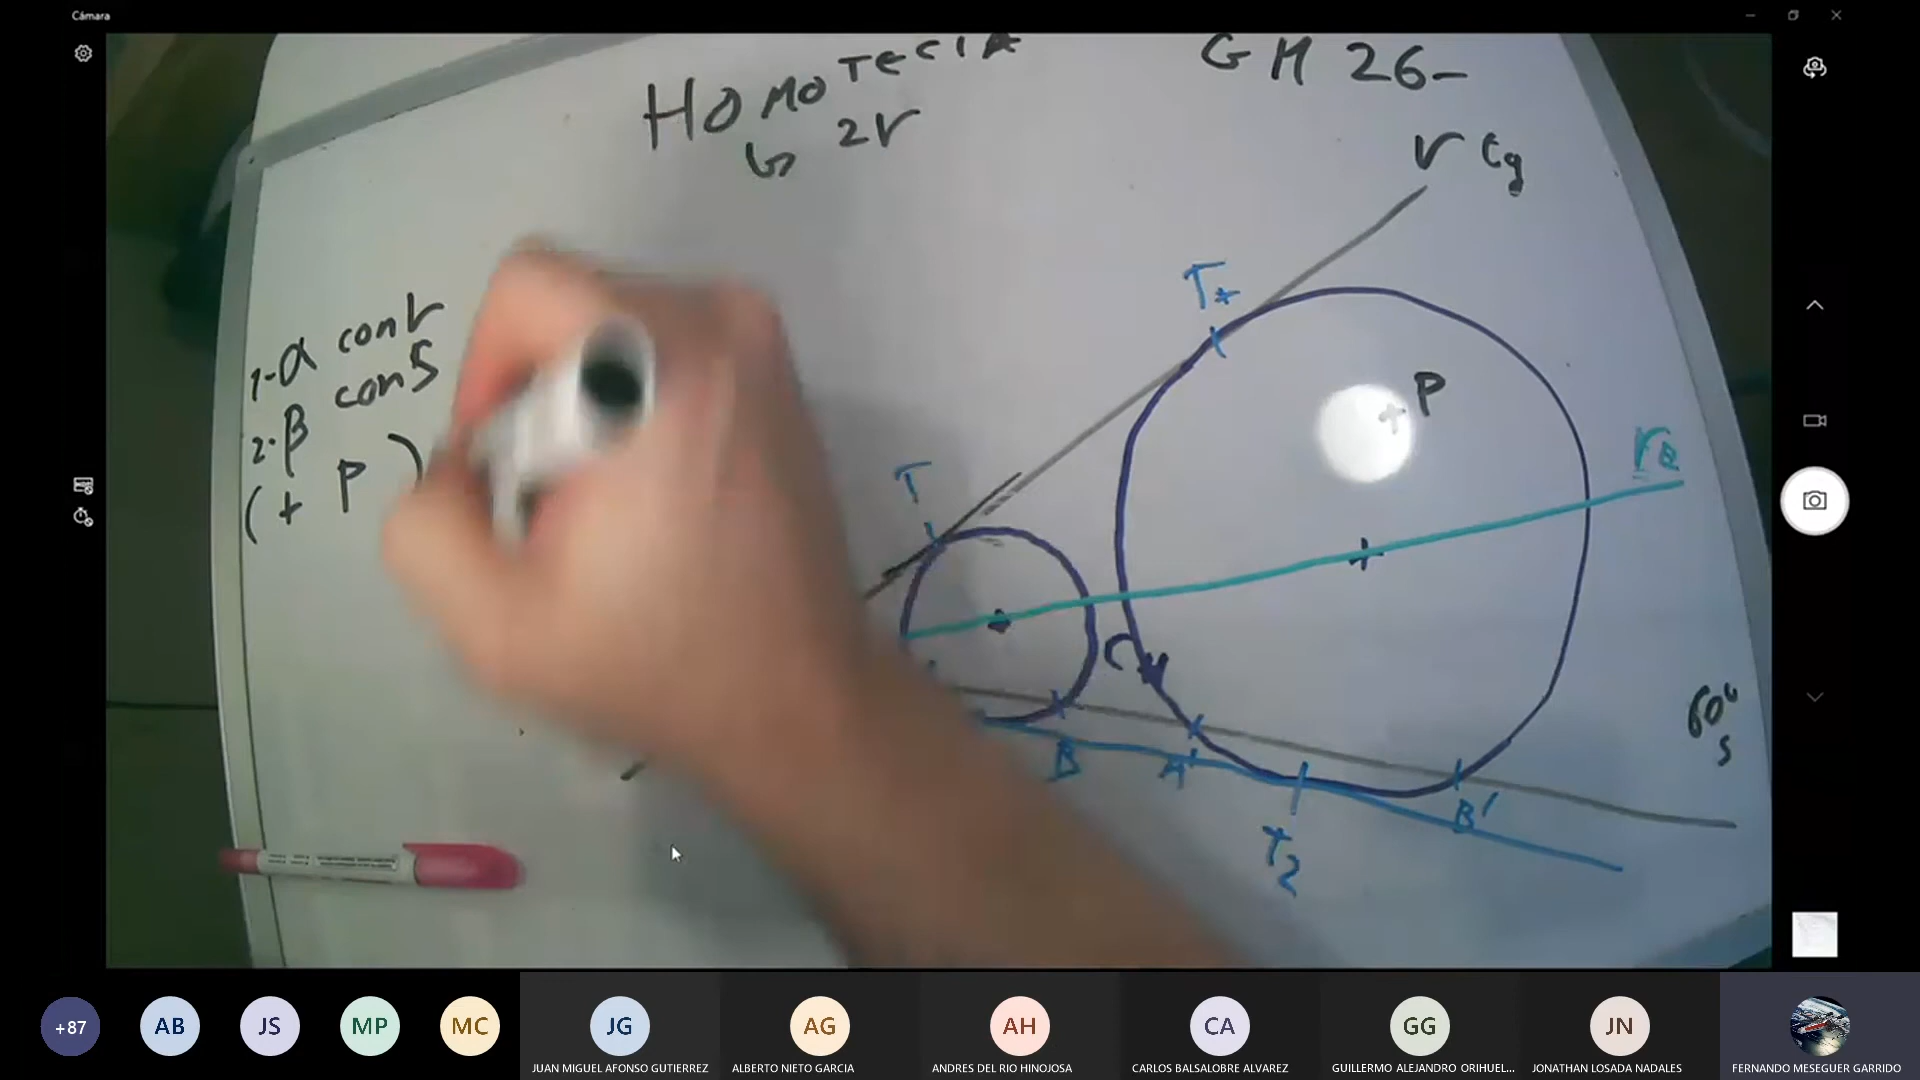 Cámara
HOMOTECIA
GM 26-
↳ 2r
r cg
T*
1-α con r
2-β con S
(+ P)
P
T
re
60°
s
B
A'
B'
T2
+87
AB
JS
MP
MC
JG
AG
AH
CA
GG
JN
JUAN MIGUEL AFONSO GUTIERREZ
ALBERTO NIETO GARCIA
ANDRES DEL RIO HINOJOSA
CARLOS BALSALOBRE ALVAREZ
GUILLERMO ALEJANDRO ORIHUEL...
JONATHAN LOSADA NADALES
FERNANDO MESEGUER GARRIDO